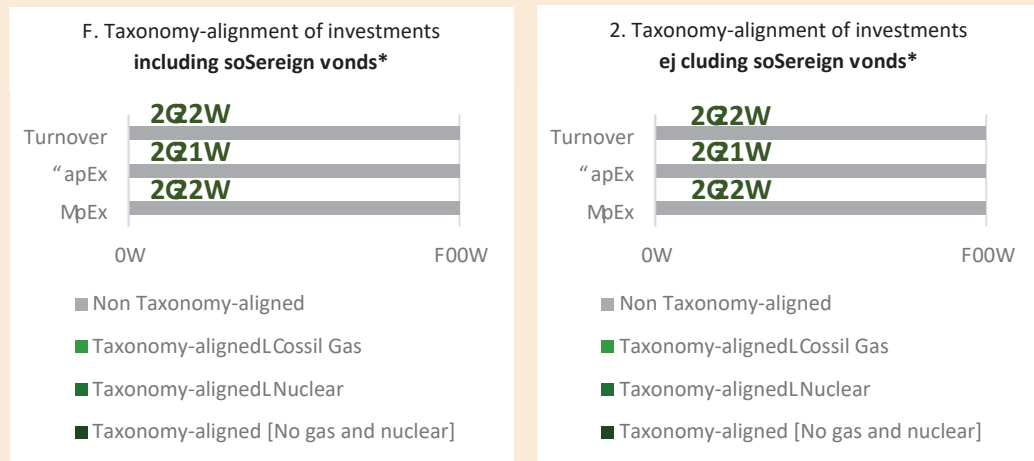 F. Taxonomy-alignment of investments
including soSereign vonds*
2G22W
Turnover
2G21W
“apEx
2G22W
MpEx
0W F00W
Non Taxonomy-aligned
Taxonomy-alignedLCossil Gas
Taxonomy-alignedLNuclear
Taxonomy-aligned [No gas and nuclear]
2. Taxonomy-alignment of investments
ej cluding soSereign vonds*
2G22W
Turnover
2G21W
“apEx
2G22W
MpEx
0W F00W
Non Taxonomy-aligned
Taxonomy-alignedLCossil Gas
Taxonomy-alignedLNuclear
Taxonomy-aligned [No gas and nuclear]